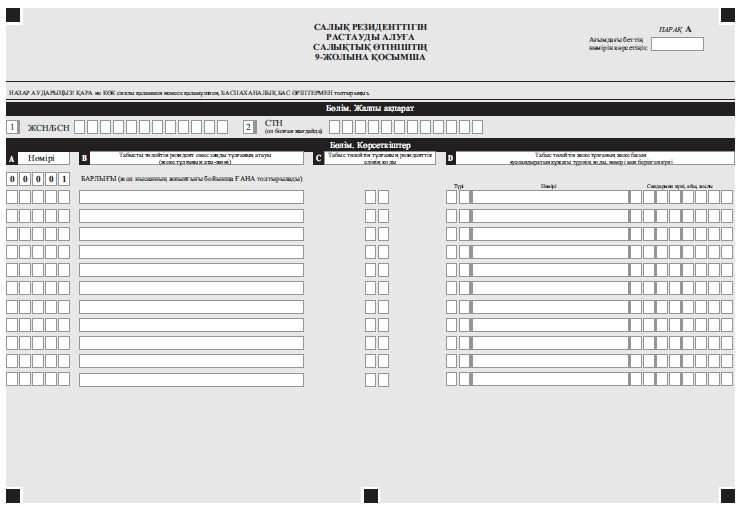 САЛЫҚ РЕЗИДЕНТТІГІН
РАСТАУДЫ АЛУҒА
САЛЫҚТЫҚ ӨТІНІШТІҢ
9-ЖОЛЫНА ҚОСЫМША
ПАРАҚ A
Ағымдағы беттің
нөмірін көрсетіңіз:
НАЗАР АУДАРЫҢЫЗ! ҚАРА не КӨК сиялы қаламмен немесе қаламұшпен, БАСПАХАНАЛЫҚ БАС ӘРІПТЕРМЕН толтырыңыз.
Бөлім. Жалпы ақпарат
1 ЖСН/БСН
2 СТН
(ол болған жағдайда)
Бөлім. Көрсеткіштер
A Нөмірі
B Табысты төлейтін резидент емес заңды тұлғаның атауы
(жеке тұлғаның аты-жөні)
C Табыс төлейтін тұлғаның резиденттік
елінің коды
D Табыс төлейтін жеке тұлғаның жеке басын
куәландыратын құжаты түрінің коды, нөмірі мен берілген күні
0 0 0 0 1 БАРЛЫҒЫ (жол нысанның жиынтығы бойынша ҒАНА толтырылады)
Түрі Нөмірі Сандармен күні, айы, жылы